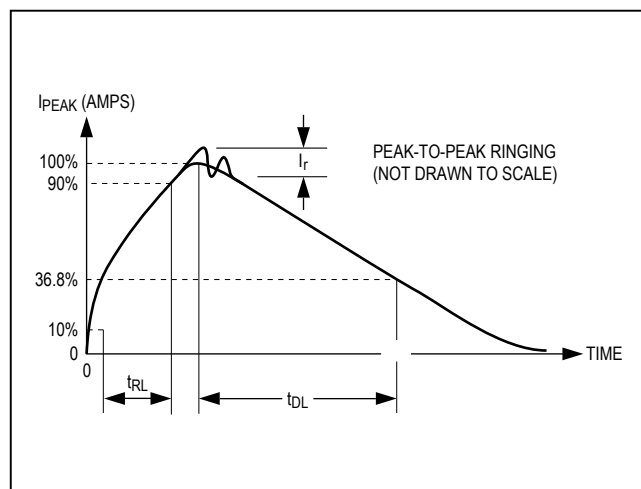 IPEAK (AMPS)
100%
90%
Ir
PEAK-TO-PEAK RINGING
(NOT DRAWN TO SCALE)
36.8%
10%
0
TIME
0
tRL
tDL